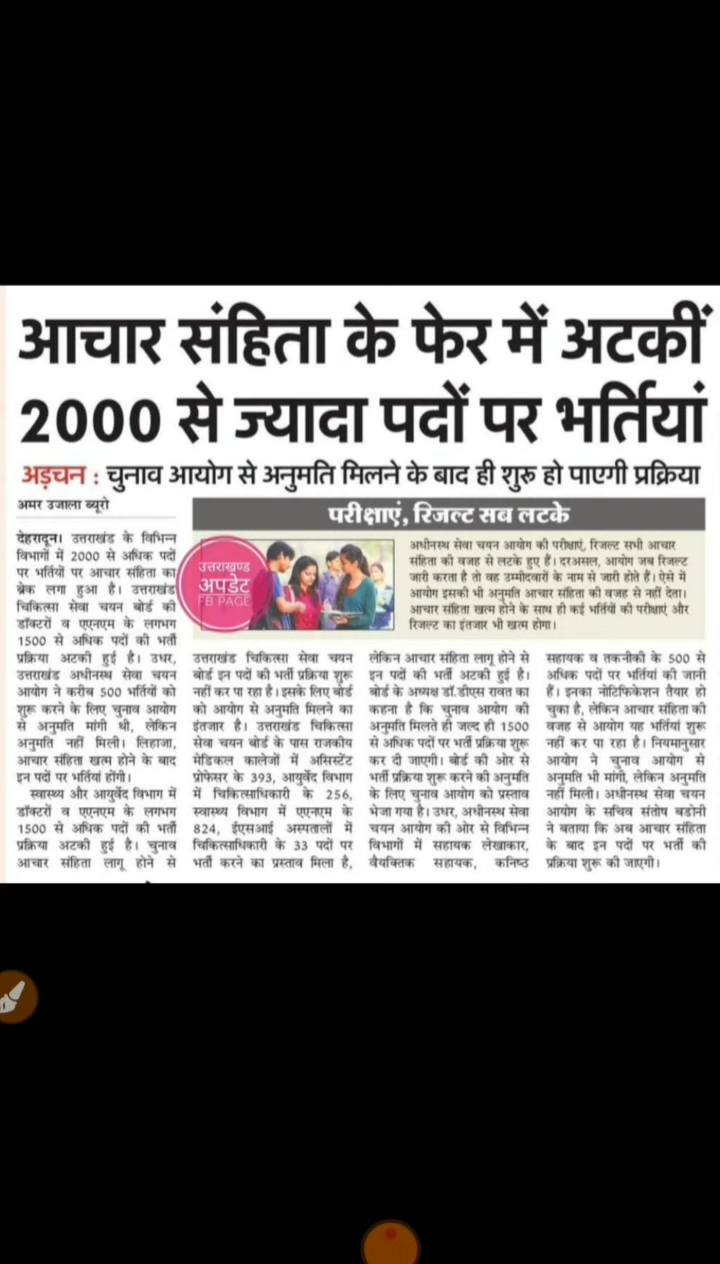 आचार संहिता के फेर में अटकीं
2000 से ज्यादा पदों पर भर्तियां
अड़चन : चुनाव आयोग से अनुमति मिलने के बाद ही शुरू हो पाएगी प्रक्रिया
अमर उजाला ब्यूरो
देहरादून। उत्तराखंड के विभिन्न
विभागों में 2000 से अधिक पदों
पर भर्तियों पर आचार संहिता का
ब्रेक लगा हुआ है। उत्तराखंड
चिकित्सा सेवा चयन बोर्ड की
डॉक्टरों व एएनएम के लगभग
1500 से अधिक पदों की भर्ती
प्रक्रिया अटकी हुई है। उधर,
उत्तराखंड अधीनस्थ सेवा चयन
आयोग ने करीब 500 भर्तियों को
शुरू करने के लिए चुनाव आयोग
से अनुमति मांगी थी, लेकिन
अनुमति नहीं मिली। लिहाजा,
आचार संहिता खत्म होने के बाद
इन पदों पर भर्तियां होंगी।
स्वास्थ्य और आयुर्वेद विभाग में
डॉक्टरों व एएनएम के लगभग
1500 से अधिक पदों की भर्ती
प्रक्रिया अटकी हुई है। चुनाव
आचार संहिता लागू होने से
परीक्षाएं, रिजल्ट सब लटके
उत्तराखण्ड
अपडेट
FB PAGE
अधीनस्थ सेवा चयन आयोग की परीक्षाएं, रिजल्ट सभी आचार
संहिता की वजह से लटके हुए हैं। दरअसल, आयोग जब रिजल्ट
जारी करता है तो वह उम्मीदवारों के नाम से जारी होते हैं। ऐसे में
आयोग इसकी भी अनुमति आचार संहिता की वजह से नहीं देता।
आचार संहिता खत्म होने के साथ ही कई भर्तियों की परीक्षाएं और
रिजल्ट का इंतजार भी खत्म होगा।
उत्तराखंड चिकित्सा सेवा चयन
बोर्ड इन पदों की भर्ती प्रक्रिया शुरू
नहीं कर पा रहा है। इसके लिए बोर्ड
को आयोग से अनुमति मिलने का
इंतजार है। उत्तराखंड चिकित्सा
सेवा चयन बोर्ड के पास राजकीय
मेडिकल कालेजों में असिस्टेंट
प्रोफेसर के 393, आयुर्वेद विभाग
में चिकित्साधिकारी के 256,
स्वास्थ्य विभाग में एएनएम के
824, ईएसआई अस्पतालों में
चिकित्साधिकारी के 33 पदों पर
भर्ती करने का प्रस्ताव मिला है,
लेकिन आचार संहिता लागू होने से
इन पदों की भर्ती अटकी हुई है।
बोर्ड के अध्यक्ष डॉ.डीएस रावत का
कहना है कि चुनाव आयोग की
अनुमति मिलते ही जल्द ही 1500
से अधिक पदों पर भर्ती प्रक्रिया शुरू
कर दी जाएगी। बोर्ड की ओर से
भर्ती प्रक्रिया शुरू करने की अनुमति
के लिए चुनाव आयोग को प्रस्ताव
भेजा गया है। उधर, अधीनस्थ सेवा
चयन आयोग की ओर से विभिन्न
विभागों में सहायक लेखाकार,
वैयक्तिक सहायक, कनिष्ठ
सहायक व तकनीकी के 500 से
अधिक पदों पर भर्तियां की जानी
हैं। इनका नोटिफिकेशन तैयार हो
चुका है, लेकिन आचार संहिता की
वजह से आयोग यह भर्तियां शुरू
नहीं कर पा रहा है। नियमानुसार
आयोग ने चुनाव आयोग से
अनुमति भी मांगी, लेकिन अनुमति
नहीं मिली। अधीनस्थ सेवा चयन
आयोग के सचिव संतोष बडोनी
ने बताया कि अब आचार संहिता
के बाद इन पदों पर भर्ती की
प्रक्रिया शुरू की जाएगी।